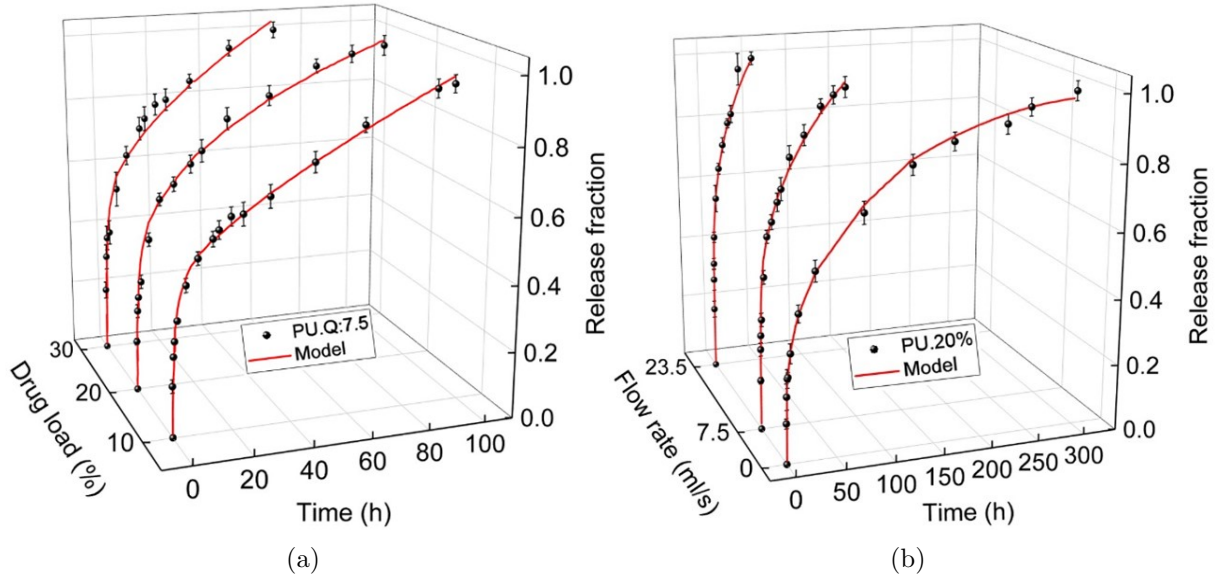 1.0
0.8
0.6
0.4
0.2
0.0
Release fraction
30
20
10
Drug load (%)
0
20
40
60
80
100
Time (h)
PU.Q:7.5
Model
(a)
1.0
0.8
0.6
0.4
0.2
0.0
Release fraction
23.5
7.5
0
Flow rate (ml/s)
0
50
100
150
200
250
300
Time (h)
PU.20%
Model
(b)